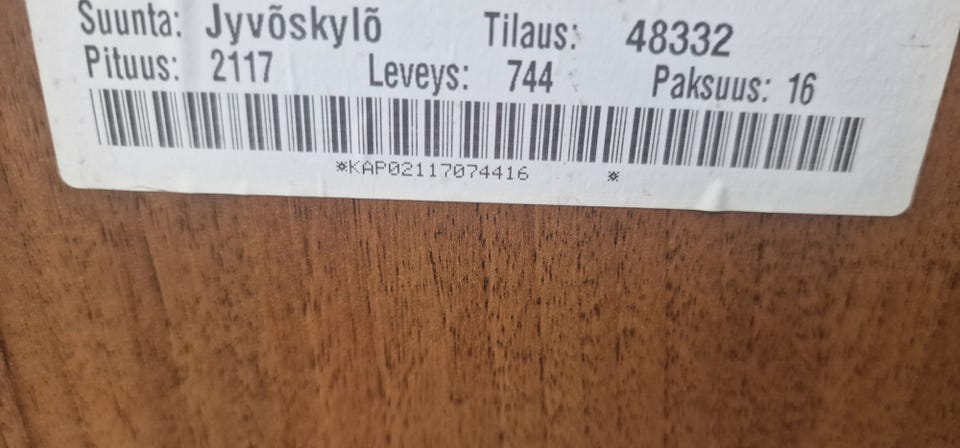 Suunta: Jyvõskylõ Tilaus: 48332
Pituus: 2117 Leveys: 744 Paksuus: 16
*KAP02117074416 *